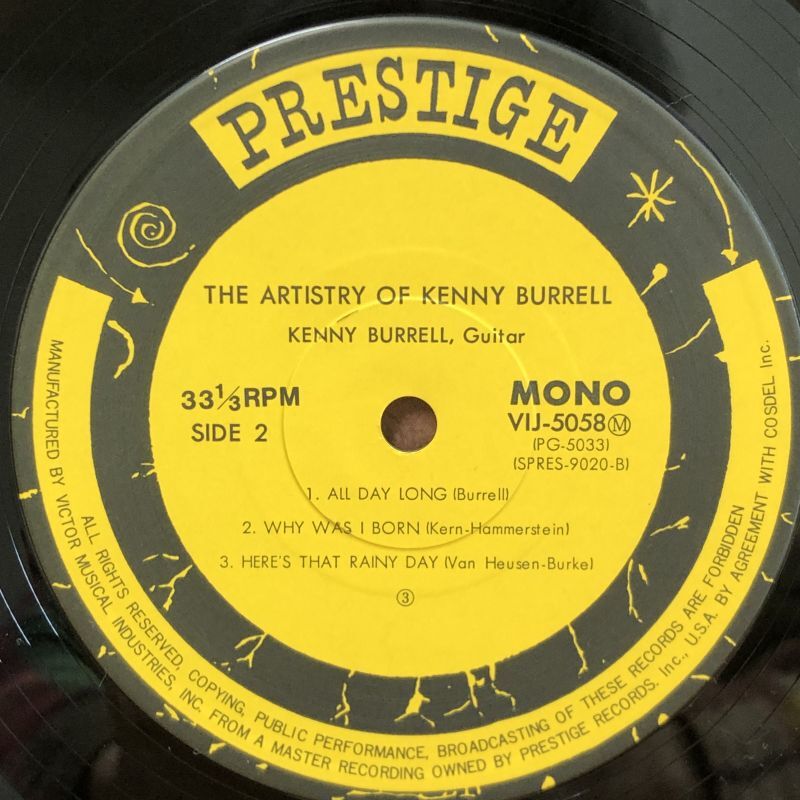 PRESTIGE
THE ARTISTRY OF KENNY BURRELL
KENNY BURRELL, Guitar
33⅓RPM
SIDE 2
MONO
VIJ-5058Ⓜ
(PG-5033)
(SPRES-9020-B)
1. ALL DAY LONG (Burrell)
2. WHY WAS I BORN (Kern-Hammerstein)
3. HERE'S THAT RAINY DAY (Van Heusen-Burke)
③
ALL RIGHTS RESERVED, COPYING, PUBLIC PERFORMANCE, BROADCASTING OF THESE RECORDS ARE FORBIDDEN
MANUFACTURED BY VICTOR MUSICAL INDUSTRIES, INC. FROM A MASTER RECORDING OWNED BY PRESTIGE RECORDS. Inc., U.S.A. BY AGREEMENT WITH COSDEL Inc.